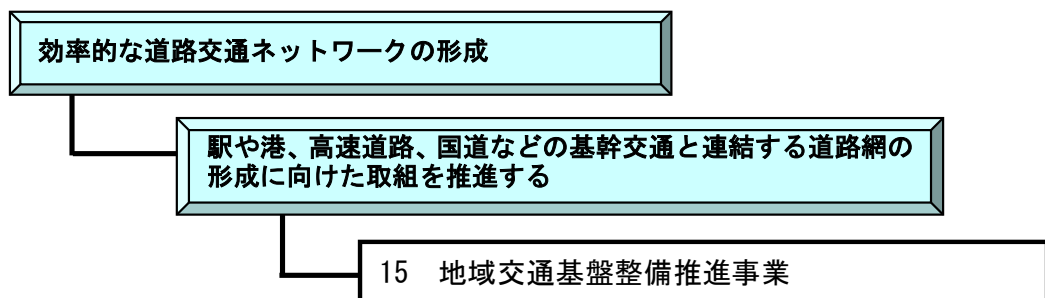 効率的な道路交通ネットワークの形成
駅や港、高速道路、国道などの基幹交通と連結する道路網の
形成に向けた取組を推進する
15　地域交通基盤整備推進事業